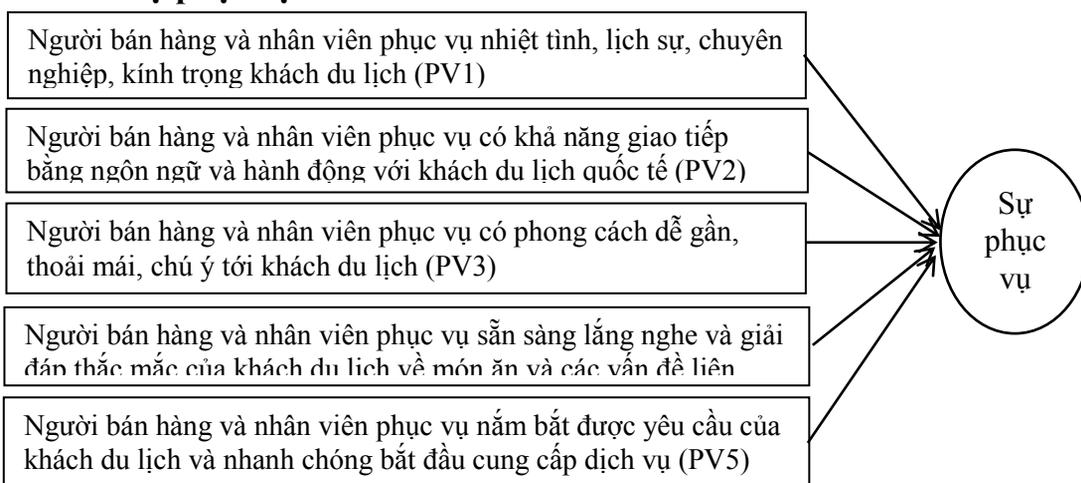 Người bán hàng và nhân viên phục vụ nhiệt tình, lịch sự, chuyên
nghiệp, kính trọng khách du lịch (PV1)
Người bán hàng và nhân viên phục vụ có khả năng giao tiếp
bằng ngôn ngữ và hành động với khách du lịch quốc tế (PV2)
Người bán hàng và nhân viên phục vụ có phong cách dễ gần,
thoải mái, chú ý tới khách du lịch (PV3)
Người bán hàng và nhân viên phục vụ sẵn sàng lắng nghe và giải
đáp thắc mắc của khách du lịch về món ăn và các vấn đề liên
Người bán hàng và nhân viên phục vụ nắm bắt được yêu cầu của
khách du lịch và nhanh chóng bắt đầu cung cấp dịch vụ (PV5)
Sự
phục
vụ